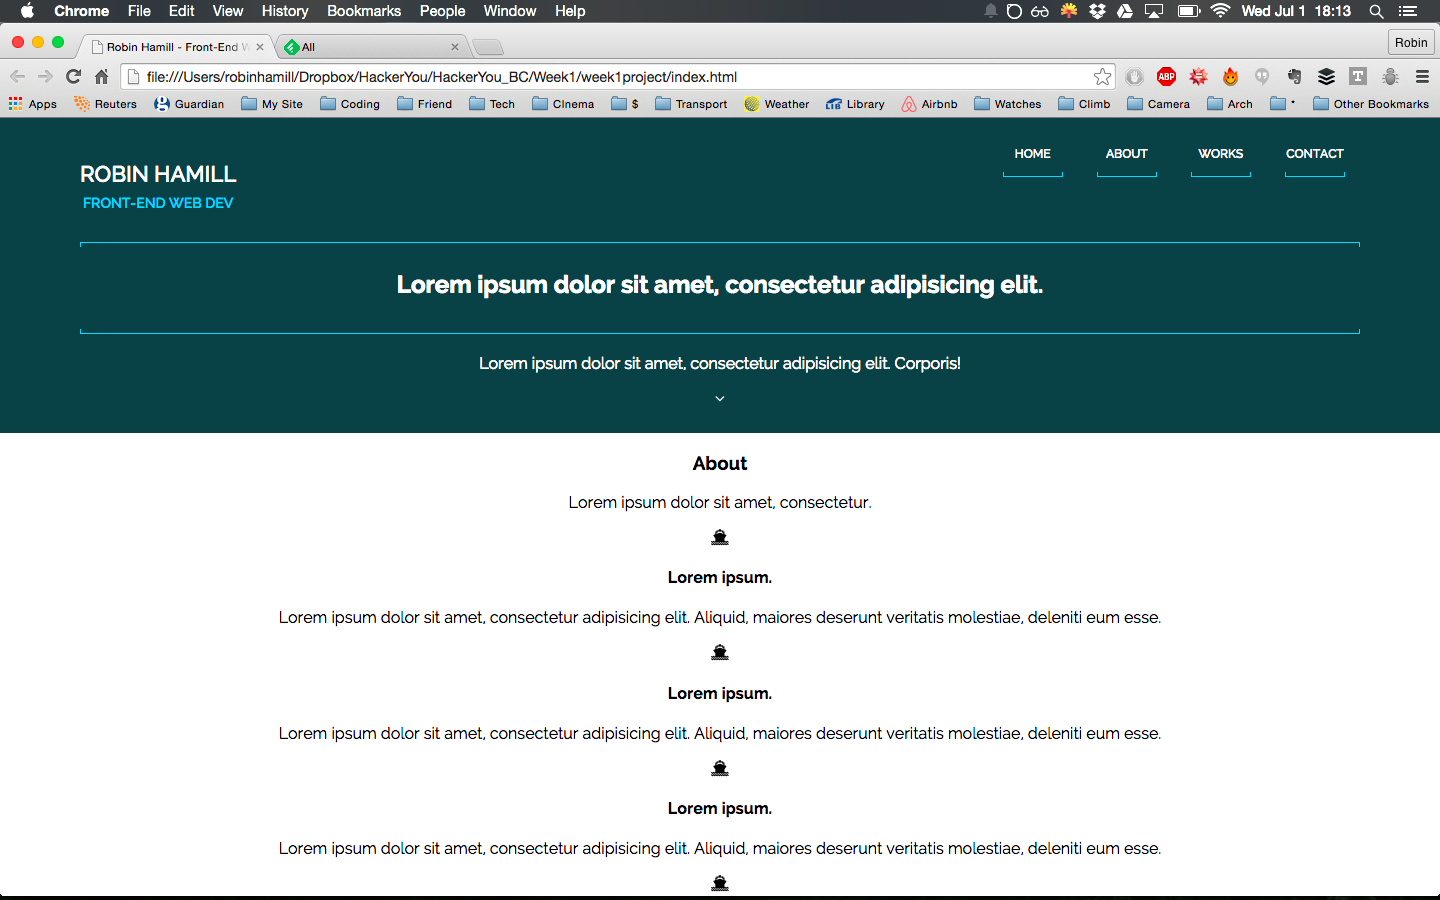 Chrome File Edit View History Bookmarks People Window Help Wed Jul 1 18:13
Robin Hamill - Front-End W All Robin
file:///Users/robinhamill/Dropbox/HackerYou/HackerYou_BC/Week1/week1project/index.html ABP T
Apps Reuters Guardian My Site Coding Friend Tech CInema $ Transport Weather Library Airbnb Watches Climb Camera Arch * Other Bookmarks
HOME ABOUT WORKS CONTACT
ROBIN HAMILL
FRONT-END WEB DEV
Lorem ipsum dolor sit amet, consectetur adipisicing elit.
Lorem ipsum dolor sit amet, consectetur adipisicing elit. Corporis!
About
Lorem ipsum dolor sit amet, consectetur.
Lorem ipsum.
Lorem ipsum dolor sit amet, consectetur adipisicing elit. Aliquid, maiores deserunt veritatis molestiae, deleniti eum esse.
Lorem ipsum.
Lorem ipsum dolor sit amet, consectetur adipisicing elit. Aliquid, maiores deserunt veritatis molestiae, deleniti eum esse.
Lorem ipsum.
Lorem ipsum dolor sit amet, consectetur adipisicing elit. Aliquid, maiores deserunt veritatis molestiae, deleniti eum esse.